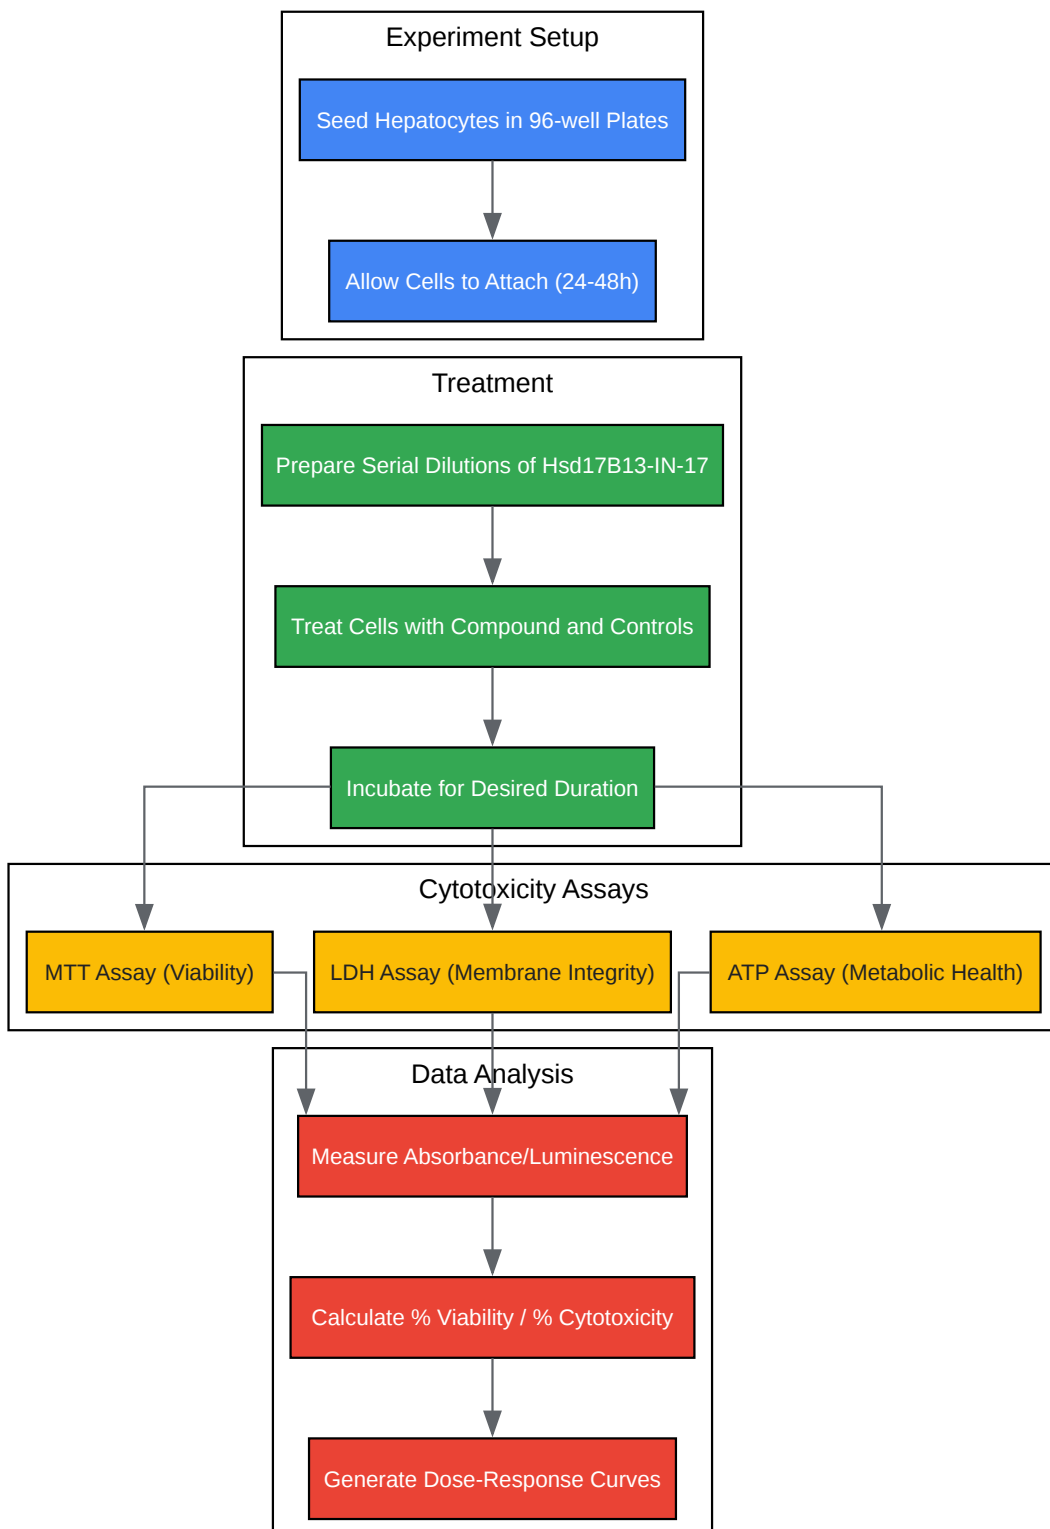 Experiment Setup
Seed Hepatocytes in 96-well Plates
Allow Cells to Attach (24-48h)
Treatment
Prepare Serial Dilutions of Hsd17B13-IN-17
Treat Cells with Compound and Controls
Incubate for Desired Duration
Cytotoxicity Assays
MTT Assay (Viability)
LDH Assay (Membrane Integrity)
ATP Assay (Metabolic Health)
Data Analysis
Measure Absorbance/Luminescence
Calculate % Viability / % Cytotoxicity
Generate Dose-Response Curves